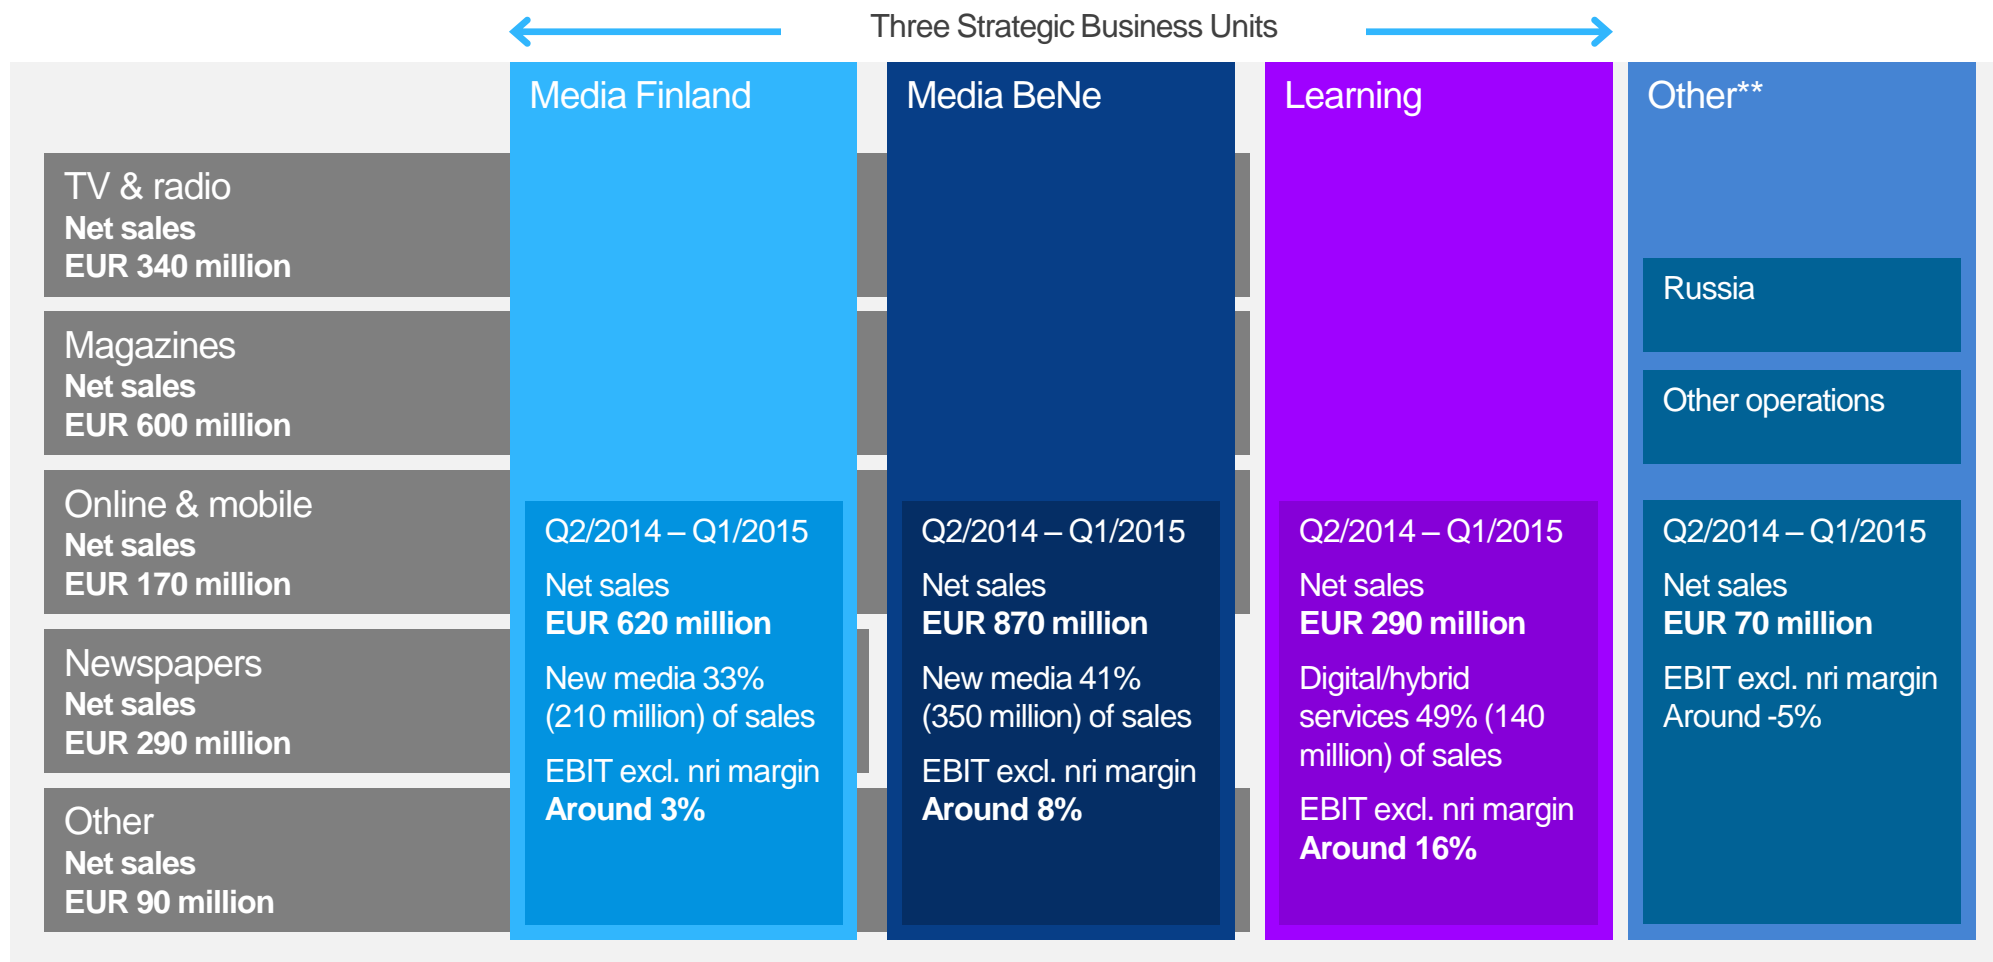 Three Strategic Business Units
Media Finland
Media BeNe
Learning
Other**
TV & radio
Net sales
EUR 340 million
Magazines
Net sales
EUR 600 million
Online & mobile
Net sales
EUR 170 million
Newspapers
Net sales
EUR 290 million
Other
Net sales
EUR 90 million
Q2/2014 – Q1/2015
Net sales
EUR 620 million
New media 33%
(210 million) of sales
EBIT excl. nri margin
Around 3%
Q2/2014 – Q1/2015
Net sales
EUR 870 million
New media 41%
(350 million) of sales
EBIT excl. nri margin
Around 8%
Q2/2014 – Q1/2015
Net sales
EUR 290 million
Digital/hybrid
services 49% (140
million) of sales
EBIT excl. nri margin
Around 16%
Russia
Other operations
Q2/2014 – Q1/2015
Net sales
EUR 70 million
EBIT excl. nri margin
Around -5%